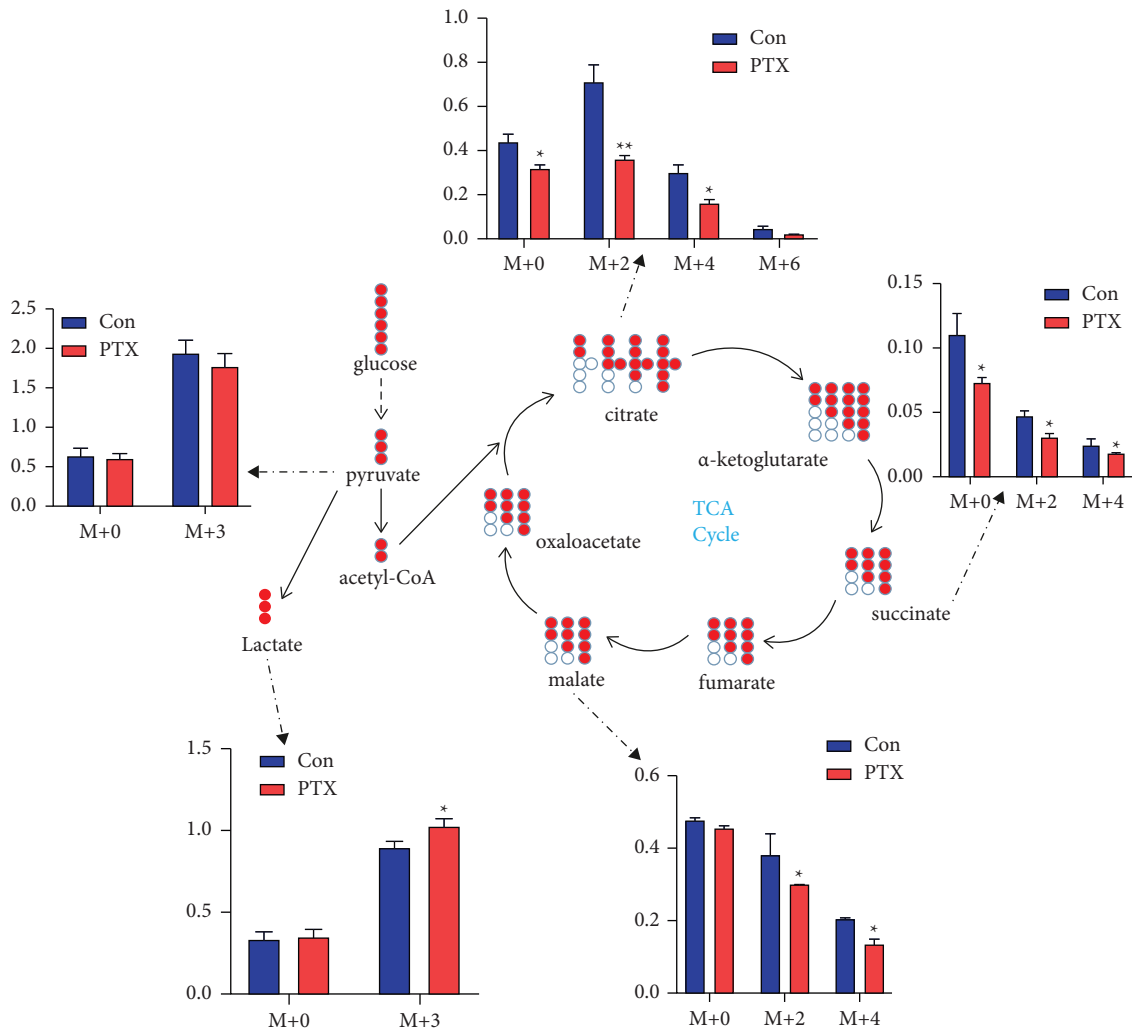 1.0
0.8
0.6
0.4
0.2
0.0
Con
PTX
*
**
*
M+0
M+2
M+4
M+6
2.5
2.0
1.5
1.0
0.5
0.0
Con
PTX
M+0
M+3
0.15
0.10
0.05
0.00
Con
PTX
*
*
*
M+0
M+2
M+4
glucose
pyruvate
acetyl-CoA
Lactate
citrate
α-ketoglutarate
succinate
fumarate
malate
oxaloacetate
TCA
Cycle
1.5
1.0
0.5
0.0
Con
PTX
*
M+0
M+3
0.6
0.4
0.2
0.0
Con
PTX
*
*
M+0
M+2
M+4